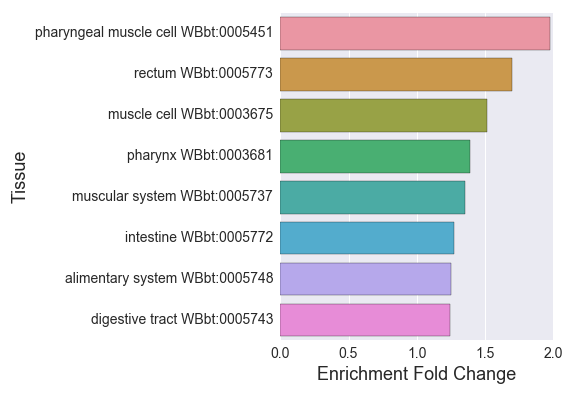 pharyngeal muscle cell WBbt:0005451
rectum WBbt:0005773
muscle cell WBbt:0003675
pharynx WBbt:0003681
muscular system WBbt:0005737
intestine WBbt:0005772
alimentary system WBbt:0005748
digestive tract WBbt:0005743
Tissue
0.0 0.5 1.0 1.5 2.0
Enrichment Fold Change